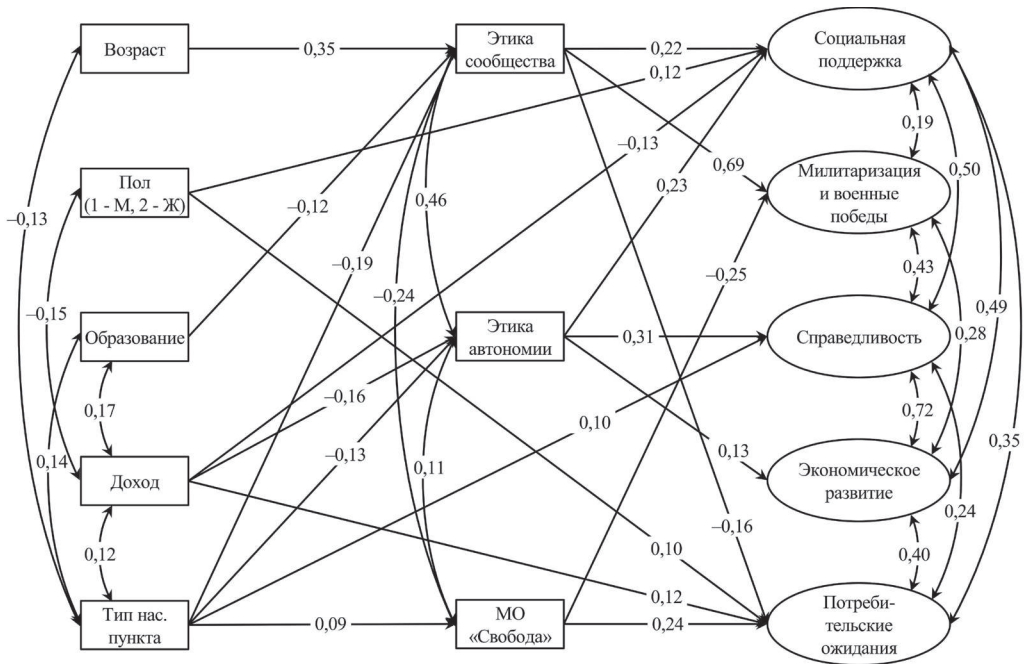 Возраст
0,35
Этика
сообщества
0,22
0,12
Социальная
поддержка
0,19
–0,13
0,50
Пол
(1 - М, 2 - Ж)
–0,13
–0,12
0,46
0,69
0,23
Милитаризация
и военные
победы
–0,19
–0,24
–0,25
0,43
0,49
–0,15
0,28
Образование
Этика
автономии
0,31
Справедливость
0,17
–0,16
0,10
0,72
0,35
0,14
–0,13
0,11
0,13
Доход
Экономическое
развитие
0,24
–0,16
0,12
0,10
0,40
Тип нас.
пункта
0,09
МО
«Свобода»
0,12
0,24
Потреби-
тельские
ожидания